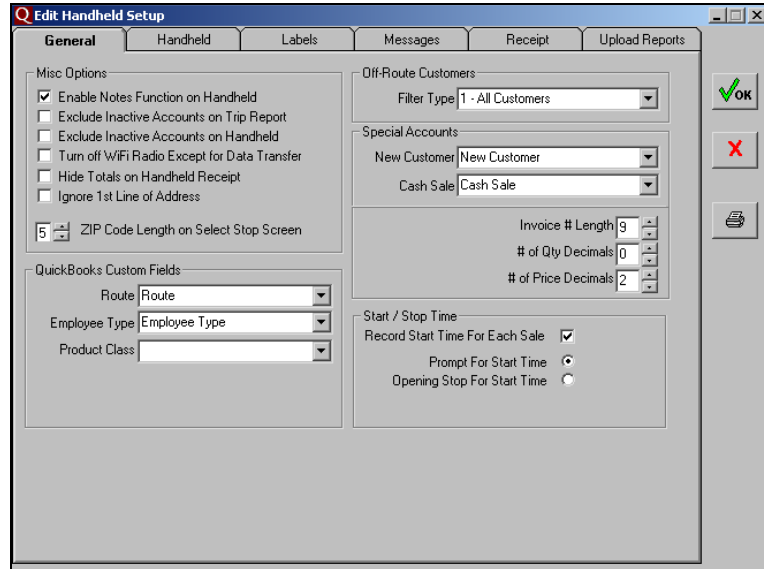 Q Edit Handheld Setup
General Handheld Labels Messages Receipt Upload Reports
Misc Options
Enable Notes Function on Handheld
Exclude Inactive Accounts on Trip Report
Exclude Inactive Accounts on Handheld
Turn off WiFi Radio Except for Data Transfer
Hide Totals on Handheld Receipt
Ignore 1st Line of Address
5 ZIP Code Length on Select Stop Screen
QuickBooks Custom Fields
Route Route
Employee Type Employee Type
Product Class
Off-Route Customers
Filter Type 1 - All Customers
Special Accounts
New Customer New Customer
Cash Sale Cash Sale
Invoice # Length 9
# of Qty Decimals 0
# of Price Decimals 2
Start / Stop Time
Record Start Time For Each Sale
Prompt For Start Time
Opening Stop For Start Time
OK
X